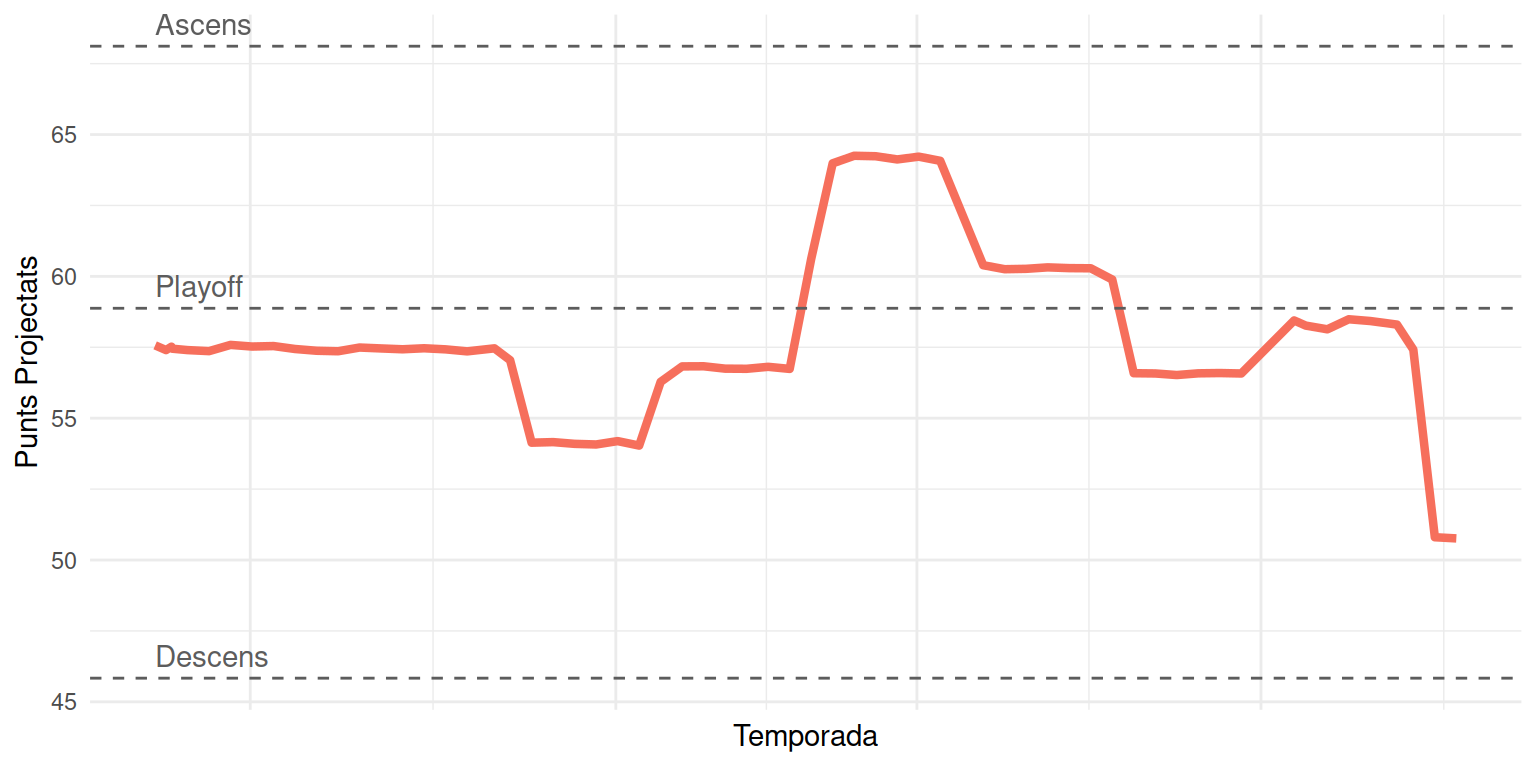 Ascens
65
60
Playoff
55
50
Descens
45
Punts Projectats
Temporada